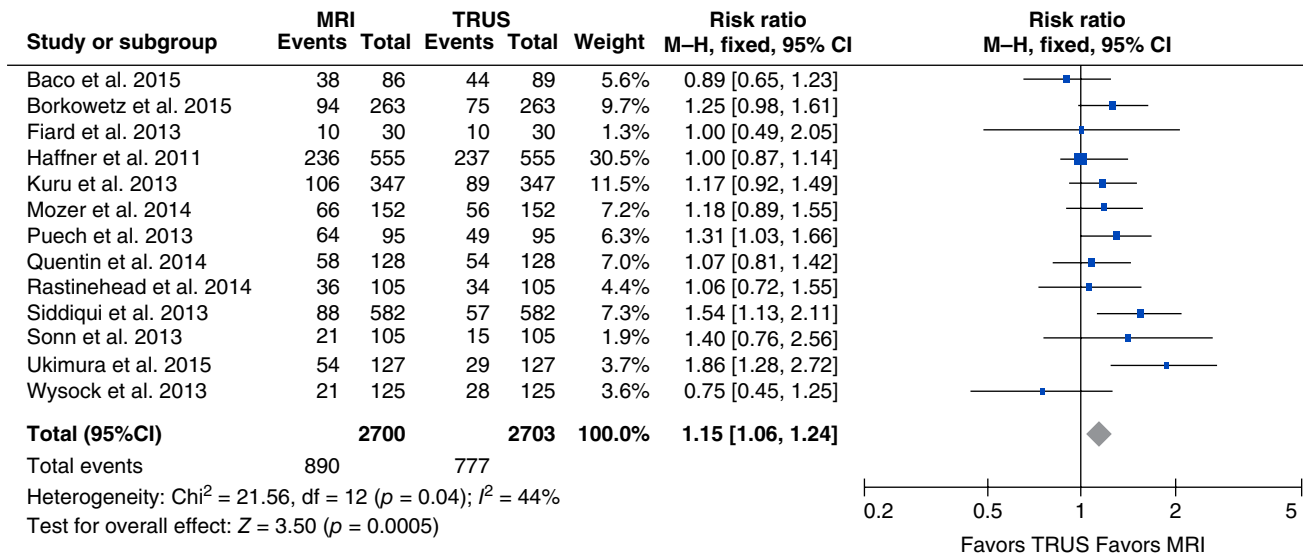 MRI TRUS Risk ratio Risk ratio
Study or subgroup Events Total Events Total Weight M–H, fixed, 95% CI M–H, fixed, 95% CI
Baco et al. 2015 38 86 44 89 5.6% 0.89 [0.65, 1.23]
Borkowetz et al. 2015 94 263 75 263 9.7% 1.25 [0.98, 1.61]
Fiard et al. 2013 10 30 10 30 1.3% 1.00 [0.49, 2.05]
Haffner et al. 2011 236 555 237 555 30.5% 1.00 [0.87, 1.14]
Kuru et al. 2013 106 347 89 347 11.5% 1.17 [0.92, 1.49]
Mozer et al. 2014 66 152 56 152 7.2% 1.18 [0.89, 1.55]
Puech et al. 2013 64 95 49 95 6.3% 1.31 [1.03, 1.66]
Quentin et al. 2014 58 128 54 128 7.0% 1.07 [0.81, 1.42]
Rastinehead et al. 2014 36 105 34 105 4.4% 1.06 [0.72, 1.55]
Siddiqui et al. 2013 88 582 57 582 7.3% 1.54 [1.13, 2.11]
Sonn et al. 2013 21 105 15 105 1.9% 1.40 [0.76, 2.56]
Ukimura et al. 2015 54 127 29 127 3.7% 1.86 [1.28, 2.72]
Wysock et al. 2013 21 125 28 125 3.6% 0.75 [0.45, 1.25]
Total (95%CI) 2700 2703 100.0% 1.15 [1.06, 1.24]
Total events 890 777
Heterogeneity: Chi² = 21.56, df = 12 (p = 0.04); I² = 44%
Test for overall effect: Z = 3.50 (p = 0.0005)
0.2 0.5 1 2 5
Favors TRUS Favors MRI